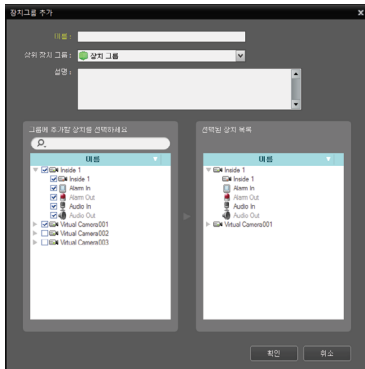 장치그룹 추가
이름 :
상위 장치 그룹 : 장치 그룹
설명 :
그룹에 추가할 장치를 선택하세요
선택된 장치 목록
이름
이름
Inside 1
Inside 1
Alarm In
Alarm Out
Audio In
Audio Out
Virtual Camera001
Virtual Camera002
Virtual Camera003
Inside 1
Inside 1
Alarm In
Alarm Out
Audio In
Audio Out
Virtual Camera001
확인
취소